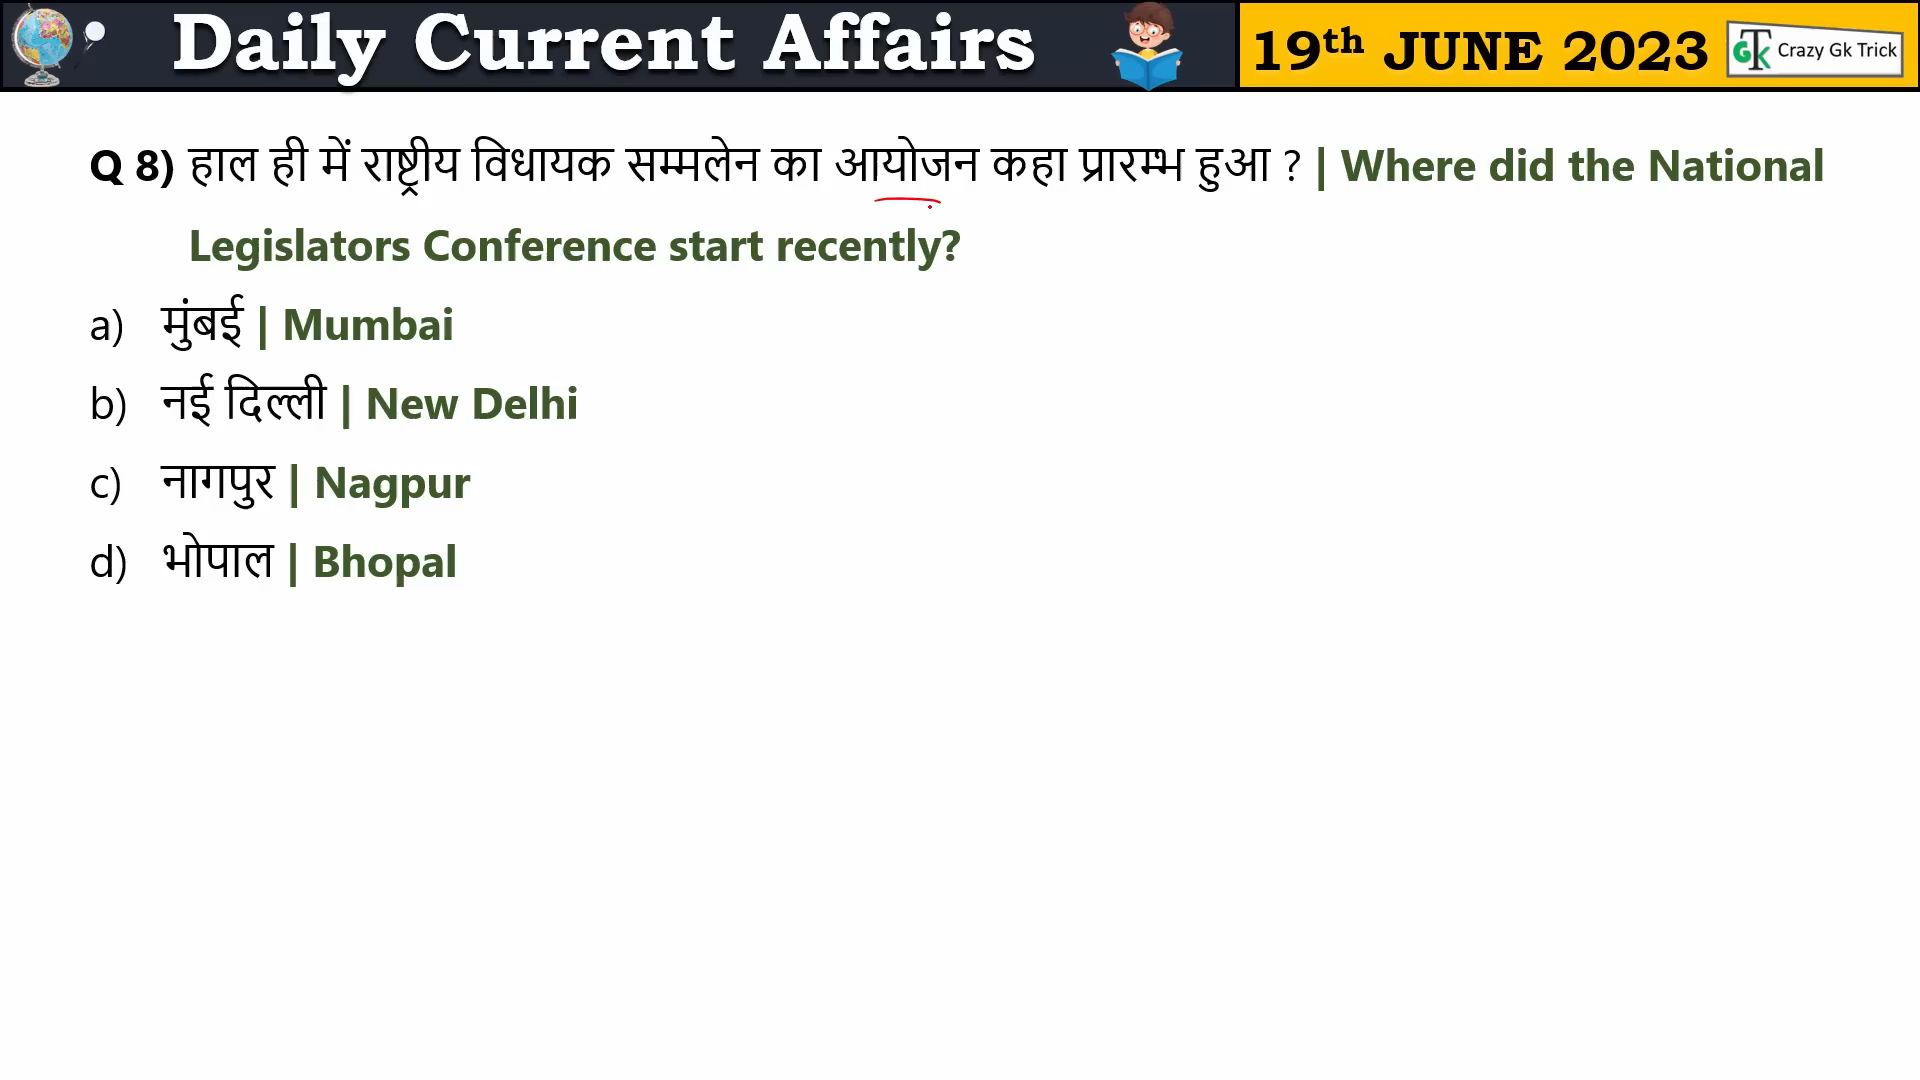 Daily Current Affairs
19th JUNE 2023
GTK Crazy Gk Trick
Q 8) हाल ही में राष्ट्रीय विधायक सम्मलेन का आयोजन कहा प्रारम्भ हुआ ? | Where did the National
Legislators Conference start recently?
a) मुंबई | Mumbai
b) नई दिल्ली | New Delhi
c) नागपुर | Nagpur
d) भोपाल | Bhopal